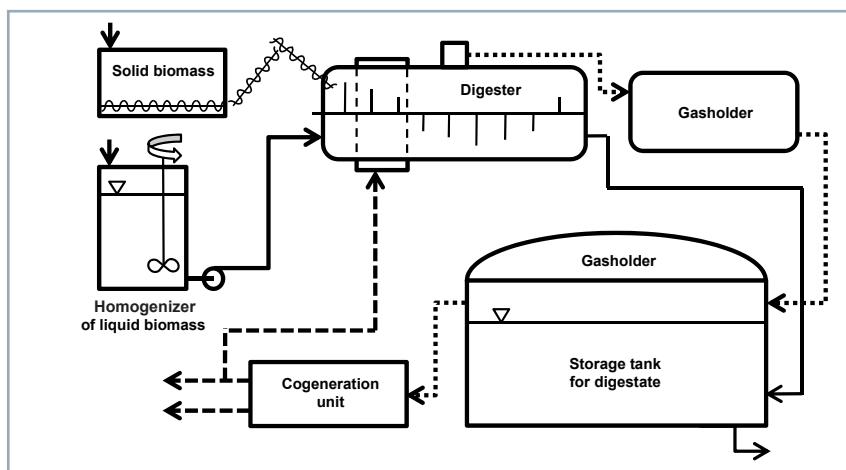 Solid biomass
Digester
Gasholder
Homogenizer
of liquid biomass
Gasholder
Storage tank
for digestate
Cogeneration
unit